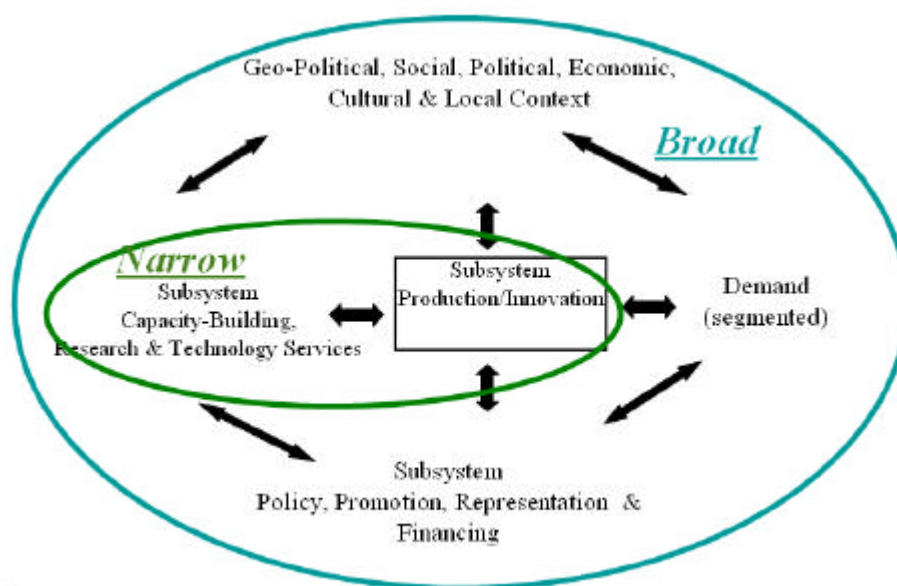 Geo-Political, Social, Political, Economic,
Cultural & Local Context
Broad
Narrow
Subsystem
Capacity-Building,
Research & Technology Services
Subsystem
Production/Innovation
Demand
(segmented)
Subsystem
Policy, Promotion, Representation &
Financing